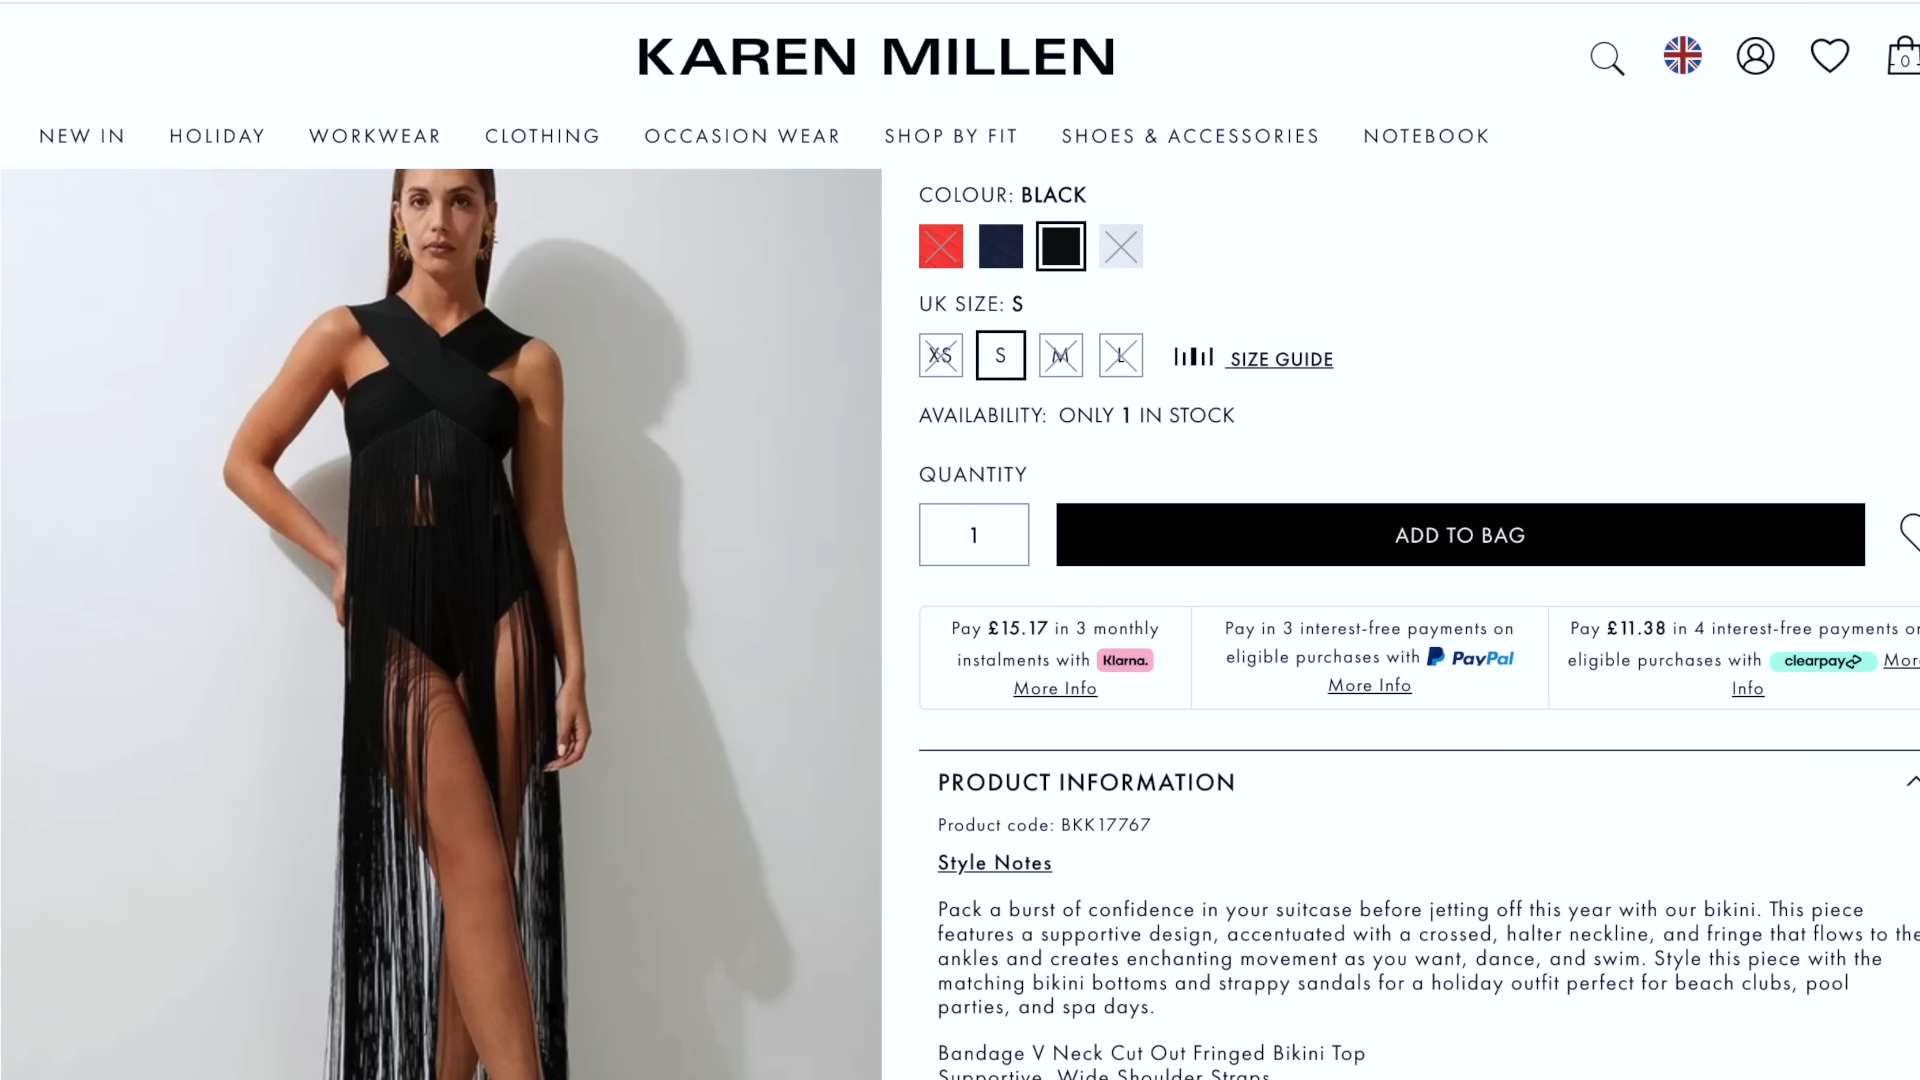 KAREN MILLEN
0
NEW IN HOLIDAY WORKWEAR CLOTHING OCCASION WEAR SHOP BY FIT SHOES & ACCESSORIES NOTEBOOK
COLOUR: BLACK
UK SIZE: S
XS S M L SIZE GUIDE
AVAILABILITY: ONLY 1 IN STOCK
QUANTITY
1 ADD TO BAG
Pay £15.17 in 3 monthly
instalments with Klarna.
More Info
Pay in 3 interest-free payments on
eligible purchases with PayPal
More Info
Pay £11.38 in 4 interest-free payments on
eligible purchases with clearpay More
Info
PRODUCT INFORMATION
Product code: BKK17767
Style Notes
Pack a burst of confidence in your suitcase before jetting off this year with our bikini. This piece
features a supportive design, accentuated with a crossed, halter neckline, and fringe that flows to the
ankles and creates enchanting movement as you want, dance, and swim. Style this piece with the
matching bikini bottoms and strappy sandals for a holiday outfit perfect for beach clubs, pool
parties, and spa days.
Bandage V Neck Cut Out Fringed Bikini Top
Supportive, Wide Shoulder Straps